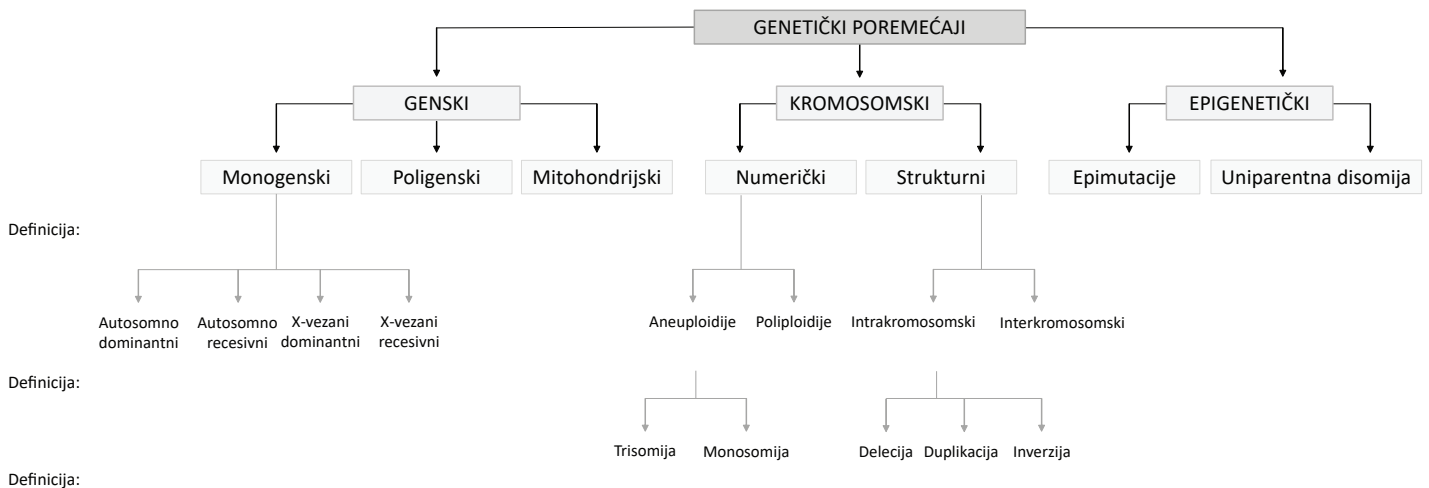 GENETIČKI POREMEĆAJI
GENSKI
KROMOSOMSKI
EPIGENETIČKI
Monogenski
Poligenski
Mitohondrijski
Numerički
Strukturni
Epimutacije
Uniparentna disomija
Definicija:
Autosomno
dominantni
Autosomno
recesivni
X-vezani
dominantni
X-vezani
recesivni
Aneuploidije
Poliploidije
Intrakromosomski
Interkromosomski
Definicija:
Trisomija
Monosomija
Delecija
Duplikacija
Inverzija
Definicija: